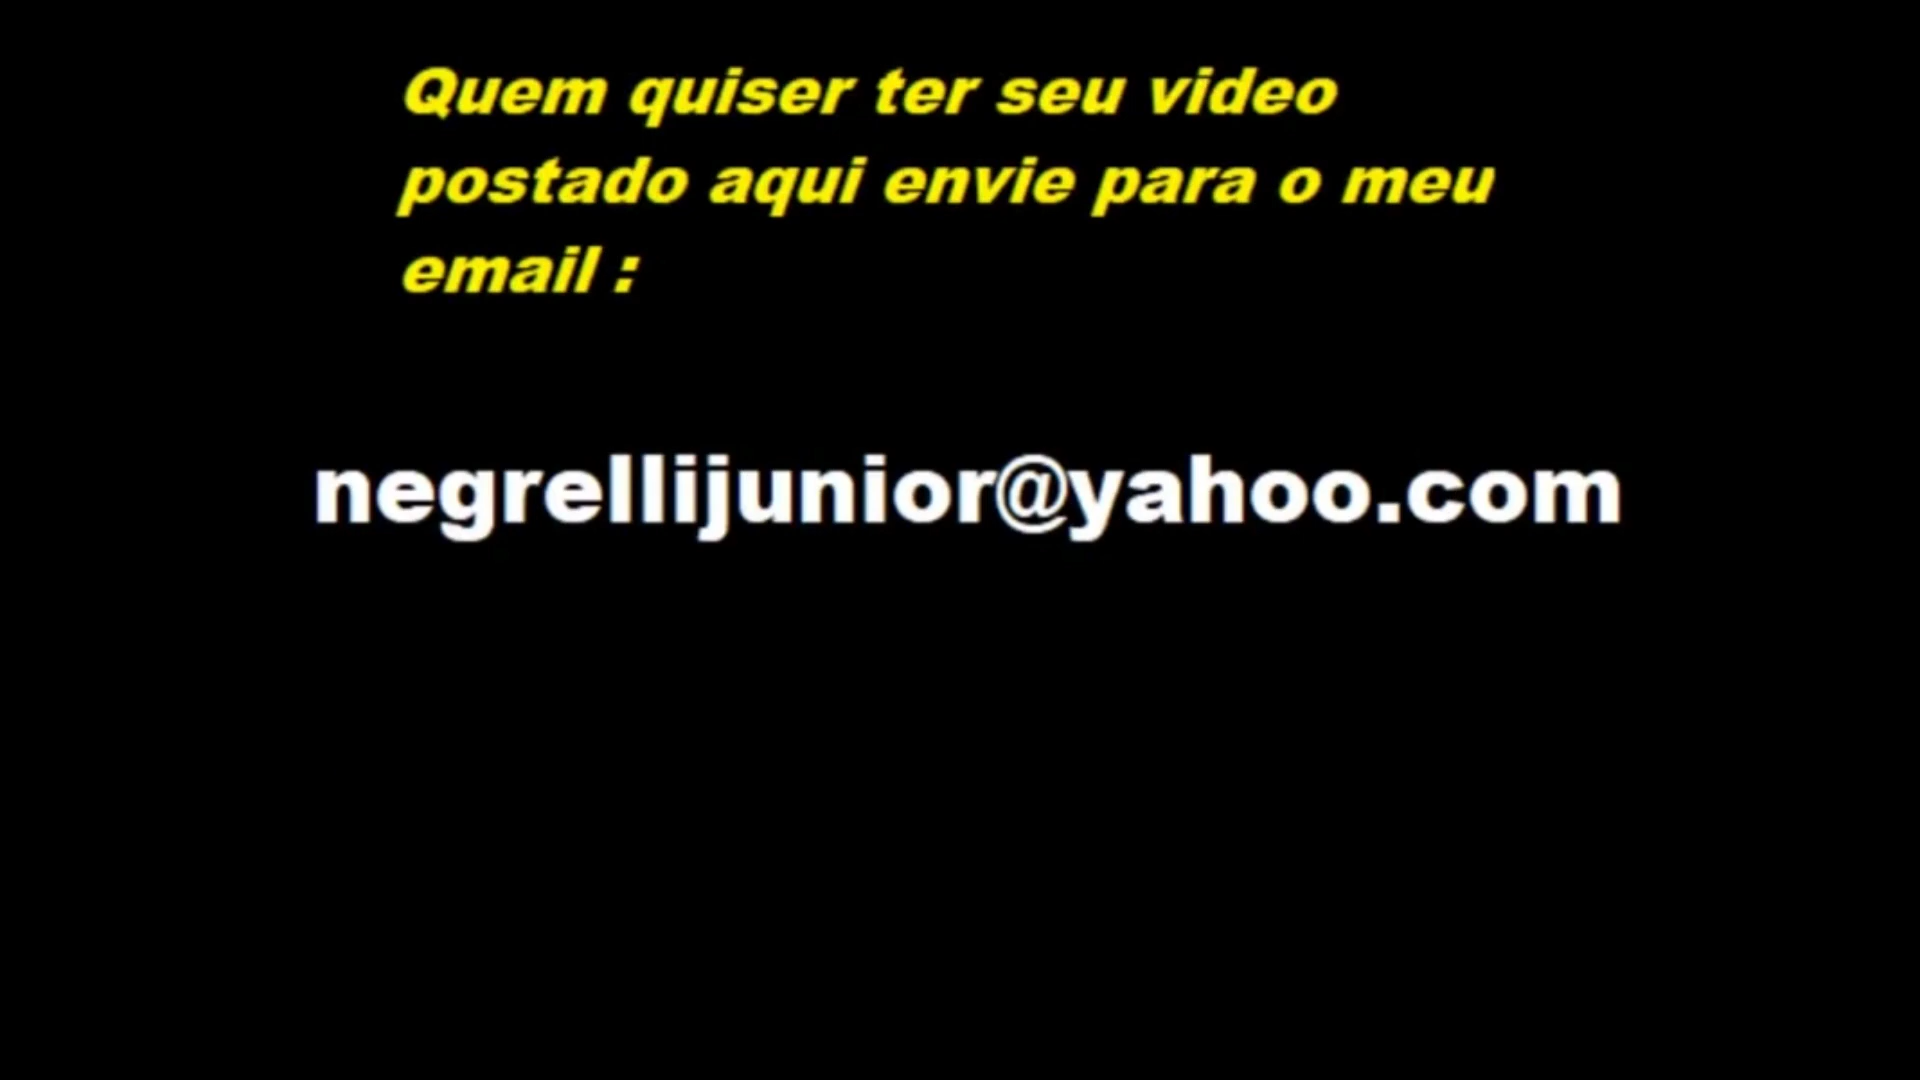 Quem quiser ter seu video
postado aqui envie para o meu
email :
negrellijunior@yahoo.com